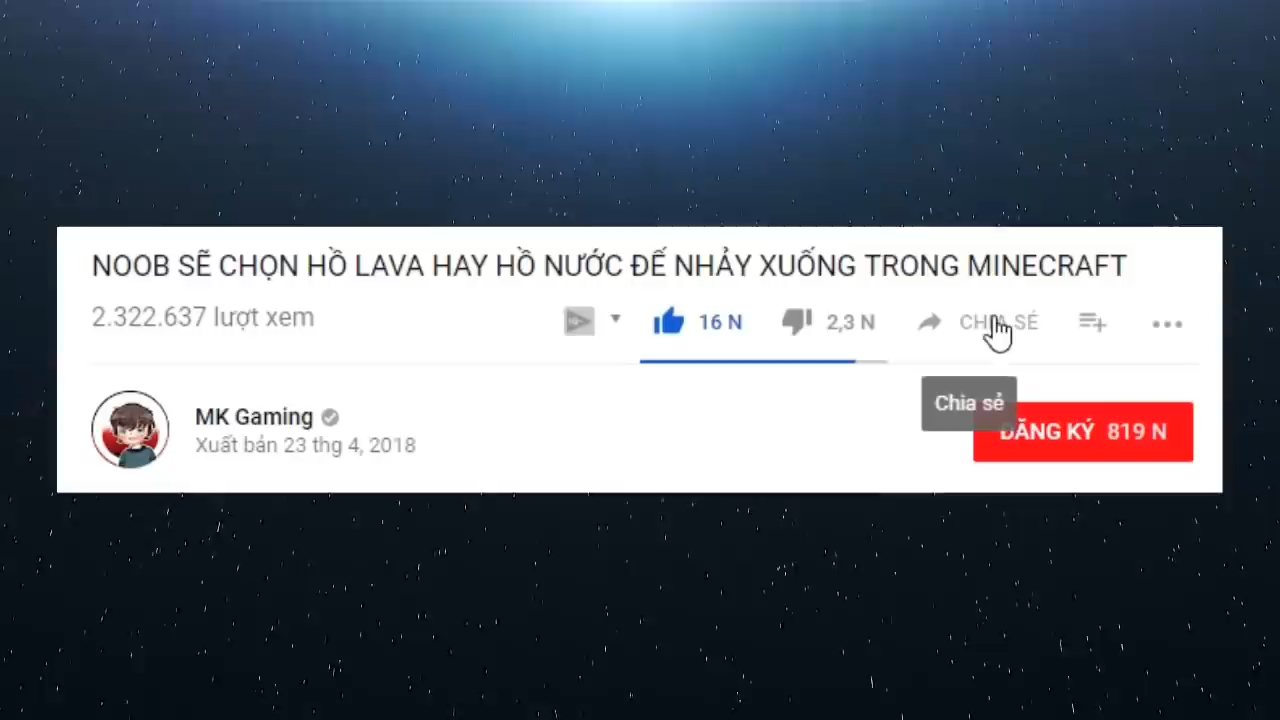 NOOB SẼ CHỌN HỒ LAVA HAY HỒ NƯỚC ĐỂ NHẢY XUỐNG TRONG MINECRAFT
2.322.637 lượt xem
16 N
2,3 N
CHIA SẺ
Chia sẻ
MK Gaming
Xuất bản 23 thg 4, 2018
ĐĂNG KÝ 819 N